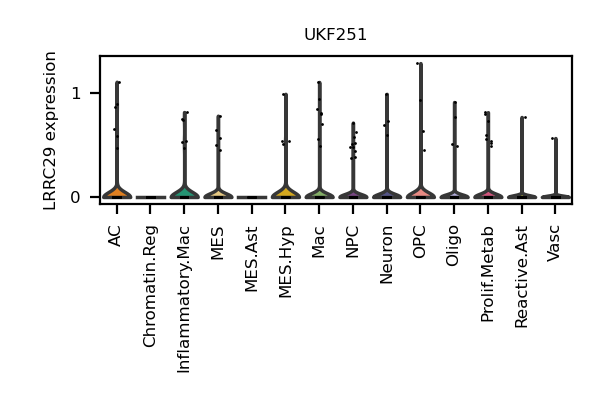 UKF251
LRRC29 expression
1
0
AC
Chromatin.Reg
Inflammatory.Mac
MES
MES.Ast
MES.Hyp
Mac
NPC
Neuron
OPC
Oligo
Prolif.Metab
Reactive.Ast
Vasc